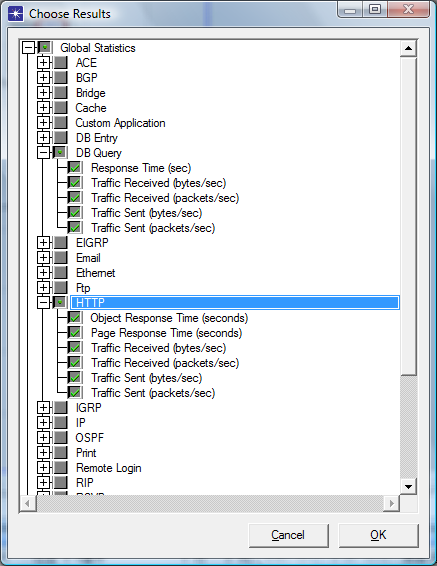 Choose Results
Global Statistics
ACE
BGP
Bridge
Cache
Custom Application
DB Entry
DB Query
Response Time (sec)
Traffic Received (bytes/sec)
Traffic Received (packets/sec)
Traffic Sent (bytes/sec)
Traffic Sent (packets/sec)
EIGRP
Email
Ethernet
Ftp
HTTP
Object Response Time (seconds)
Page Response Time (seconds)
Traffic Received (bytes/sec)
Traffic Received (packets/sec)
Traffic Sent (bytes/sec)
Traffic Sent (packets/sec)
IGRP
IP
OSPF
Print
Remote Login
RIP
Cancel OK